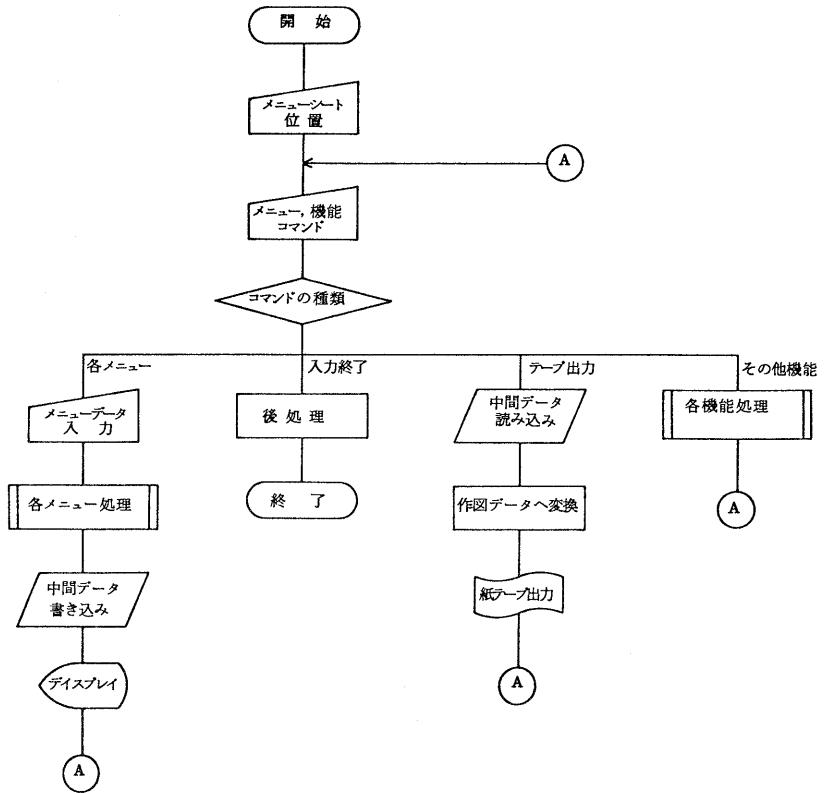 開 始
メニューシート
位 置
A
メニュー, 機能
コマンド
コマンドの種類
各メニュー
入力終了
テープ出力
その他機能
メニューデータ
入 力
後 処 理
中間データ
読み込み
各機能処理
各メニュー処理
終 了
作図データへ変換
A
中間データ
書き込み
紙テープ出力
デイスプレイ
A
A